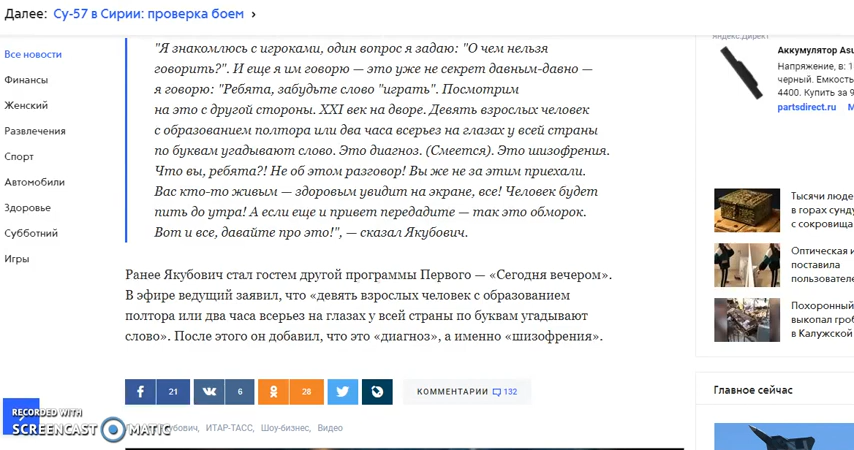 Далее: Су-57 в Сирии: проверка боем ›
Все новости
Финансы
Женский
Развлечения
Спорт
Автомобили
Здоровье
Субботний
Игры
"Я знакомлюсь с игроками, один вопрос я задаю: "О чем нельзя
говорить?". И еще я им говорю — это уже не секрет давным-давно —
я говорю: "Ребята, забудьте слово "играть". Посмотрим
на это с другой стороны. XXI век на дворе. Девять взрослых человек
с образованием полтора или два часа всерьез на глазах у всей страны
по буквам угадывают слово. Это диагноз. (Смеется). Это шизофрения.
Что вы, ребята?! Не об этом разговор! Вы же не за этим приехали.
Вас кто-то живым — здоровым увидит на экране, все! Человек будет
пить до утра! А если еще и привет передадите — так это обморок.
Вот и все, давайте про это!", — сказал Якубович.
Ранее Якубович стал гостем другой программы Первого — «Сегодня вечером».
В эфире ведущий заявил, что «девять взрослых человек с образованием
полтора или два часа всерьез на глазах у всей страны по буквам угадывают
слово». После этого он добавил, что это «диагноз», а именно «шизофрения».
21
6
28
КОММЕНТАРИИ 132
RECORDED WITH
SCREENCAST MATIC
ИТАР-ТАСС, Шоу-бизнес, Видео
Яндекс.Директ
Аккумулятор Asu
Напряжение, в: 1
черный. Емкость
4400. Купить за 9
partsdirect.ru М
Тысячи люде
в горах сунду
с сокровища
Оптическая и
поставила
пользователе
Похоронный
выкопал гроб
в Калужской
Главное сейчас